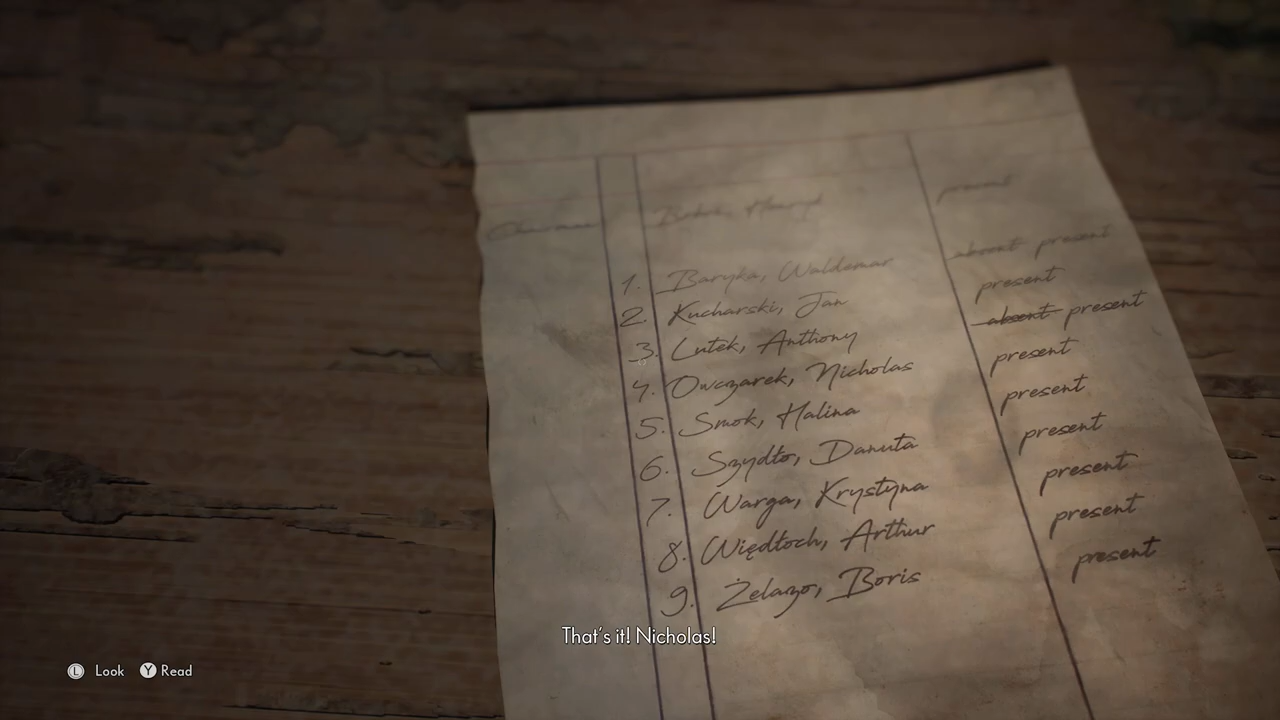 present
1. Baryka, Waldemar absent present
2. Kucharski, Jan present
3. Lutek, Anthony absent present
4. Owczarek, Nicholas present
5. Smok, Halina present
6. Szydło, Danuta present
7. Warga, Krystyna present
8. Więdłoch, Arthur present
9. Żelazo, Boris present
That's it! Nicholas!
L Look Y Read